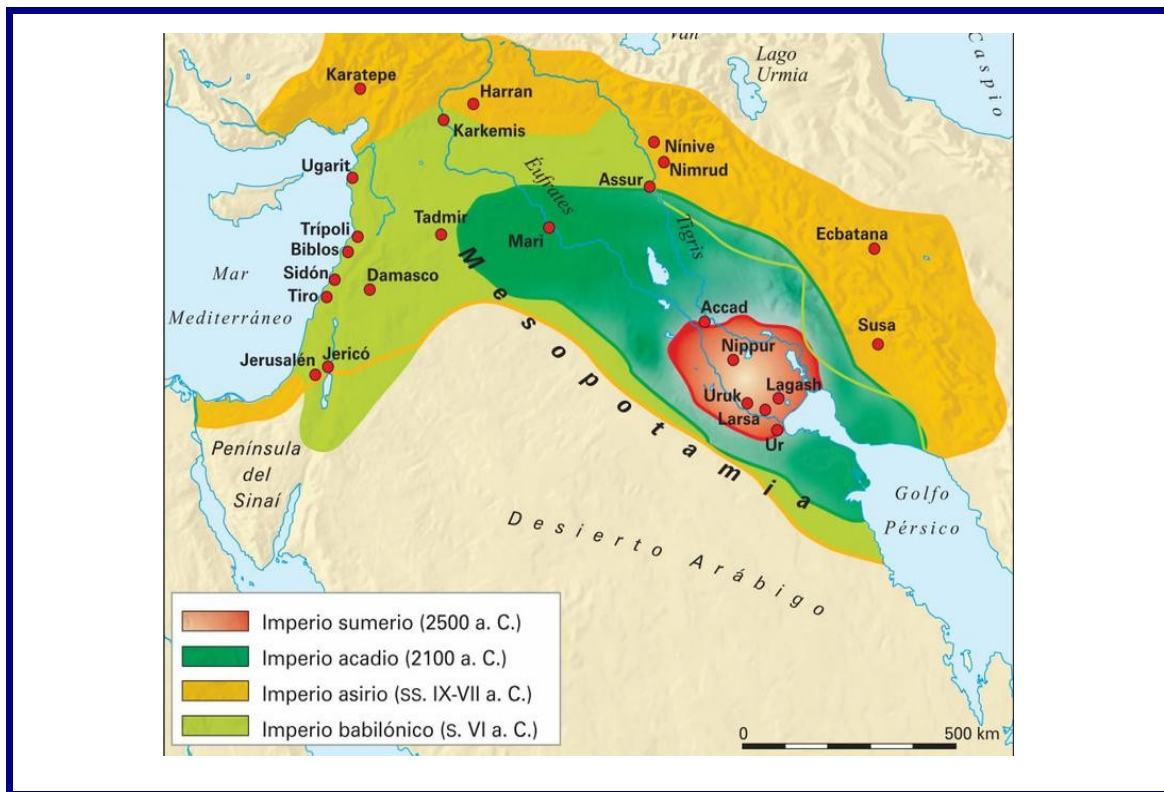 Van
Lago
Urmia
Caspio
Karatepe
Harran
Karkemis
Nínive
Nimrud
Ugarit
Éufrates
Assur
Tadmir
Mari
Tigris
Ecbatana
Trípoli
Biblos
Sidón
Damasco
Tiro
Mar
Mediterráneo
Accad
Susa
Nippur
Jerusalén
Jericó
Lagash
Uruk
Larsa
Ur
Mesopotamia
Península
del
Sinaí
Golfo
Pérsico
Desierto Arábigo
Imperio sumerio (2500 a. C.)
Imperio acadio (2100 a. C.)
Imperio asirio (SS. IX-VII a. C.)
Imperio babilónico (S. VI a. C.)
0 500 km